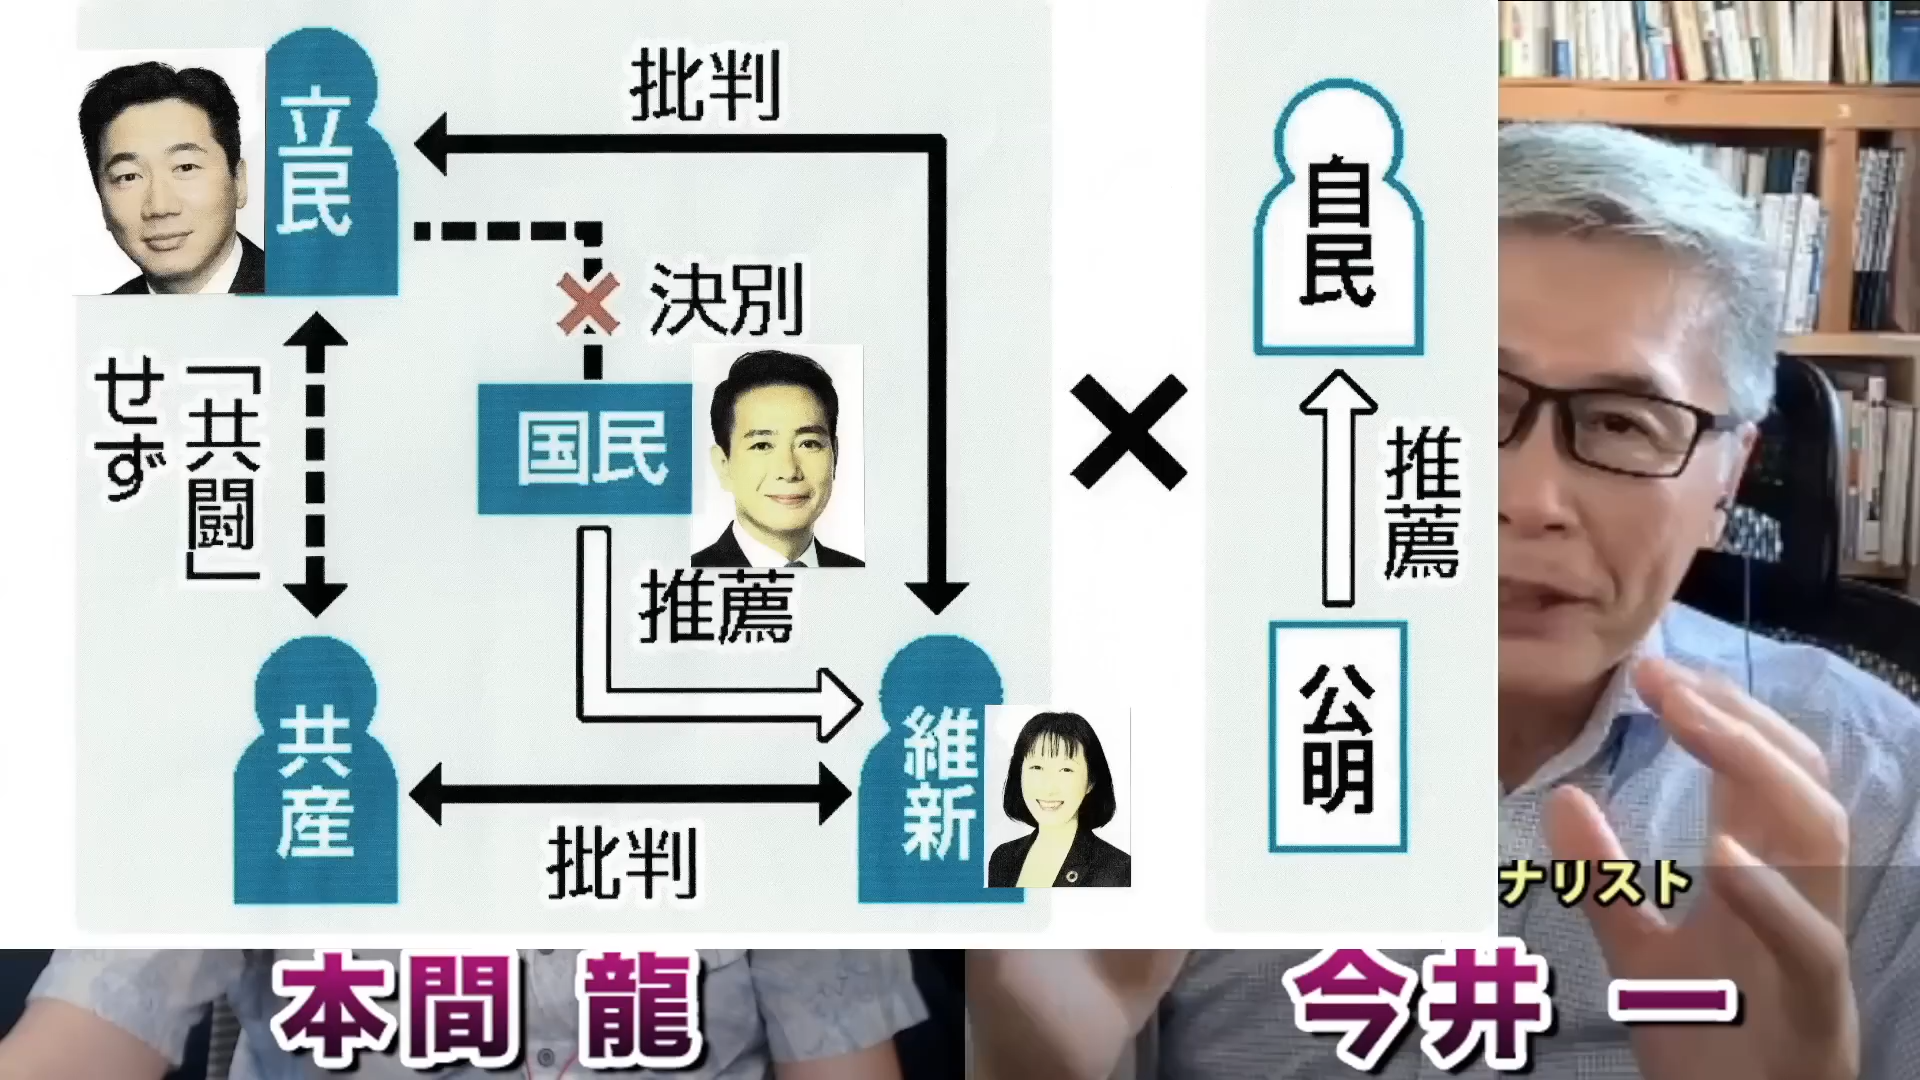 批判
立民
自民
決別
「共闘」
せず
国民
推薦
推薦
公明
共産
維新
批判
ナリスト
本間 龍
今井 一